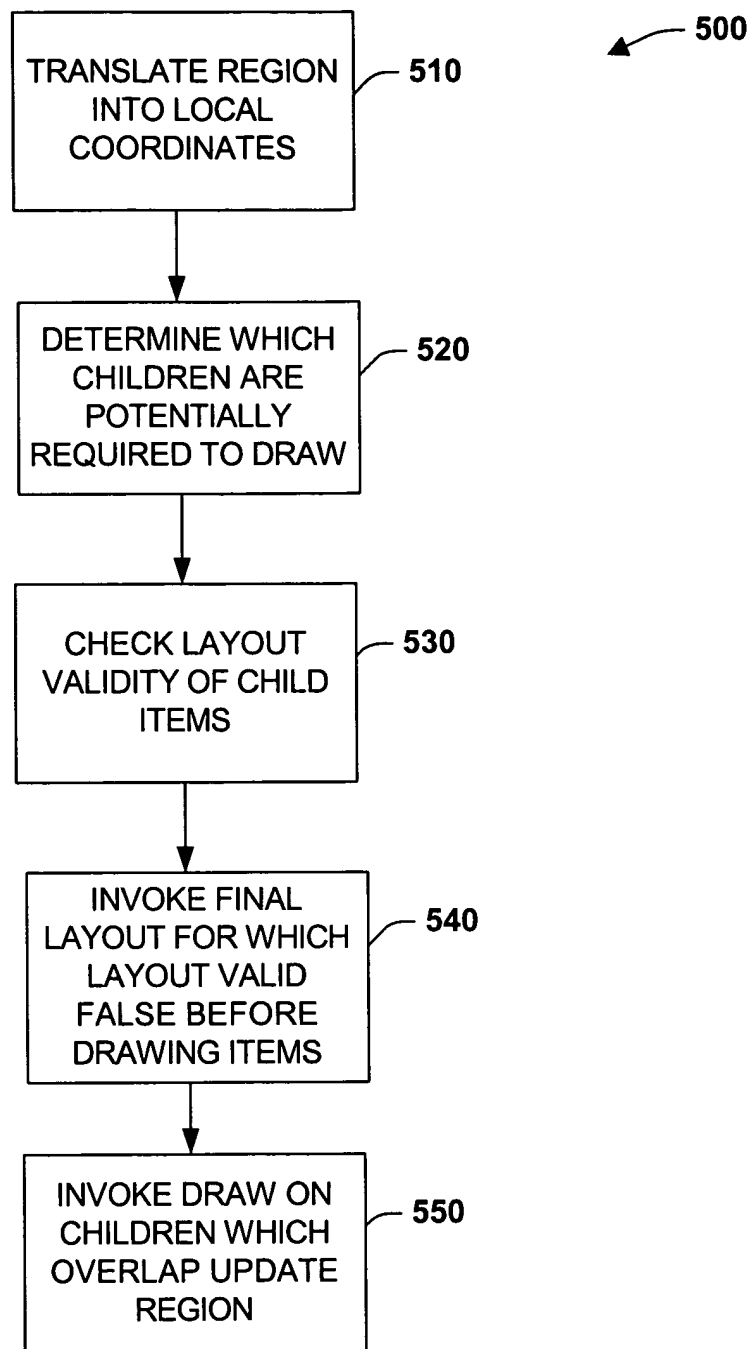 500
TRANSLATE REGION
INTO LOCAL
COORDINATES
510
DETERMINE WHICH
CHILDREN ARE
POTENTIALLY
REQUIRED TO DRAW
520
CHECK LAYOUT
VALIDITY OF CHILD
ITEMS
530
INVOKE FINAL
LAYOUT FOR WHICH
LAYOUT VALID
FALSE BEFORE
DRAWING ITEMS
540
INVOKE DRAW ON
CHILDREN WHICH
OVERLAP UPDATE
REGION
550